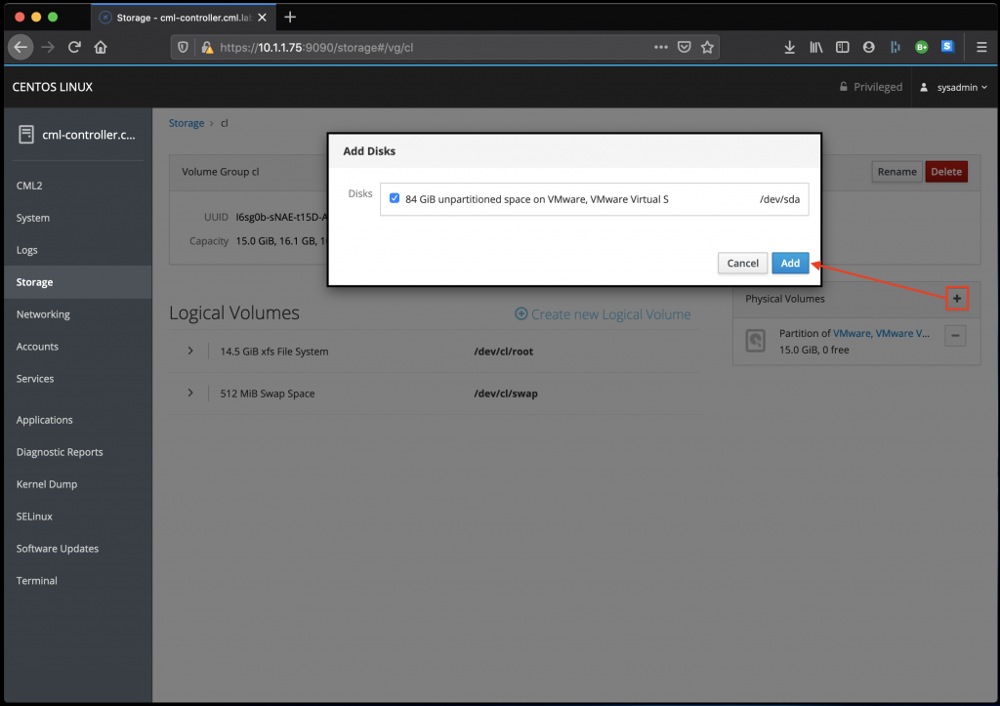 Storage - cml-controller.cml.la
https://10.1.1.75:9090/storage#/vg/cl
B+
S
CENTOS LINUX
Privileged
sysadmin
cml-controller.c...
CML2
System
Logs
Storage
Networking
Accounts
Services
Applications
Diagnostic Reports
Kernel Dump
SELinux
Software Updates
Terminal
Storage › cl
Volume Group cl
Rename
Delete
UUID l6sg0b-sNAE-t15D-A
Capacity 15.0 GiB, 16.1 GB, 1
Add Disks
Disks
84 GiB unpartitioned space on VMware, VMware Virtual S /dev/sda
Cancel
Add
Logical Volumes
Create new Logical Volume
14.5 GiB xfs File System /dev/cl/root
512 MiB Swap Space /dev/cl/swap
Physical Volumes
Partition of VMware, VMware V...
15.0 GiB, 0 free